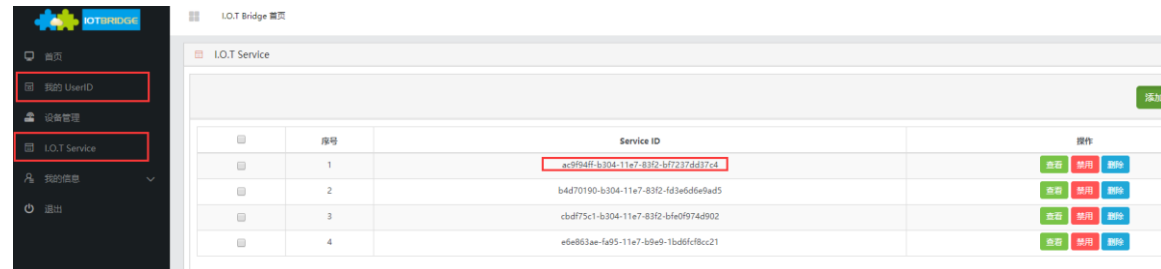 IOTBRIDGE
I.O.T Bridge 首页
首页
我的 UserID
设备管理
I.O.T Service
我的信息
退出
I.O.T Service
添加
序号 Service ID 操作
1 ac9f94ff-b304-11e7-83f2-bf7237dd37c4 查看 禁用 删除
2 b4d70190-b304-11e7-83f2-fd3e6d6e9ad5 查看 禁用 删除
3 cbdf75c1-b304-11e7-83f2-bfe0f974d902 查看 禁用 删除
4 e6e863ae-fa95-11e7-b9e9-1bd6fcf8cc21 查看 禁用 删除